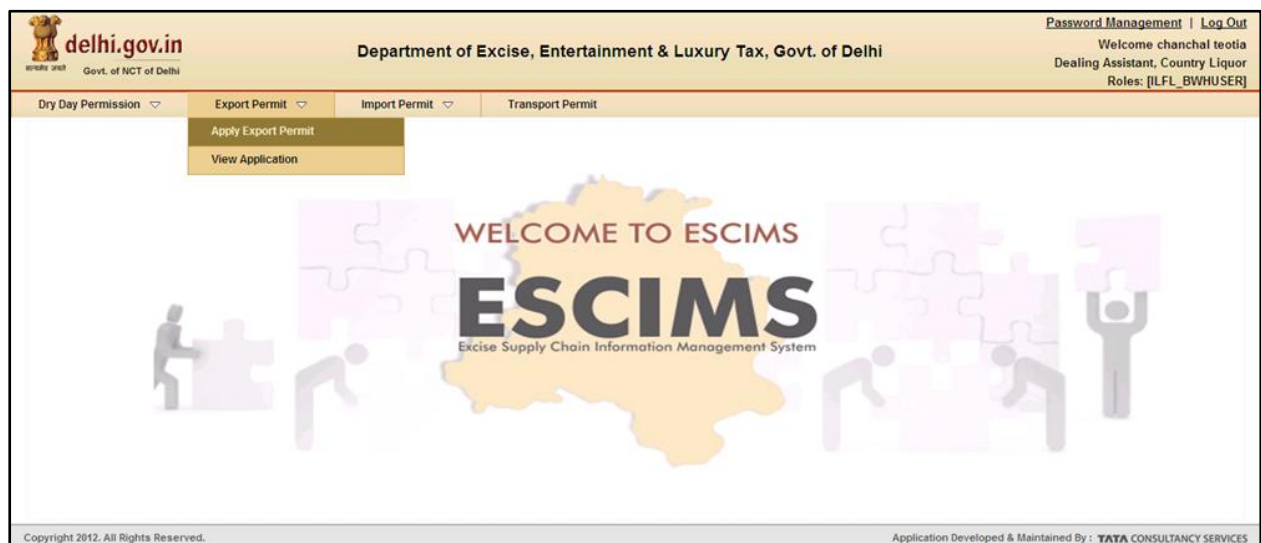 Password Management | Log Out
delhi.gov.in
Govt. of NCT of Delhi
Department of Excise, Entertainment & Luxury Tax, Govt. of Delhi
Welcome chanchal teotia
Dealing Assistant, Country Liquor
Roles: [ILFL_BWHUSER]
Dry Day Permission
Export Permit
Import Permit
Transport Permit
Apply Export Permit
View Application
WELCOME TO ESCIMS
ESCIMS
Excise Supply Chain Information Management System
Copyright 2012. All Rights Reserved.
Application Developed & Maintained By : TATA CONSULTANCY SERVICES